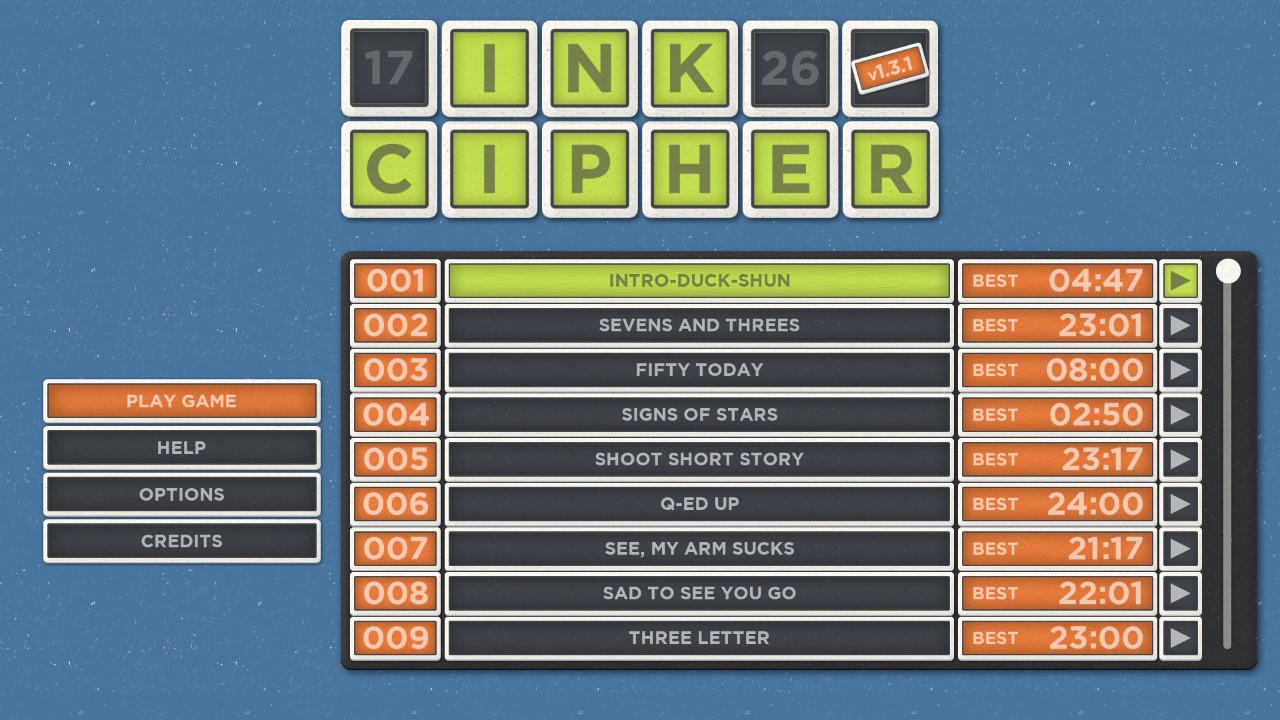 17 I N K 26 v1.3.1
C I P H E R
001 INTRO-DUCK-SHUN BEST 04:47
002 SEVENS AND THREES BEST 23:01
003 FIFTY TODAY BEST 08:00
004 SIGNS OF STARS BEST 02:50
005 SHOOT SHORT STORY BEST 23:17
006 Q-ED UP BEST 24:00
007 SEE, MY ARM SUCKS BEST 21:17
008 SAD TO SEE YOU GO BEST 22:01
009 THREE LETTER BEST 23:00
PLAY GAME
HELP
OPTIONS
CREDITS